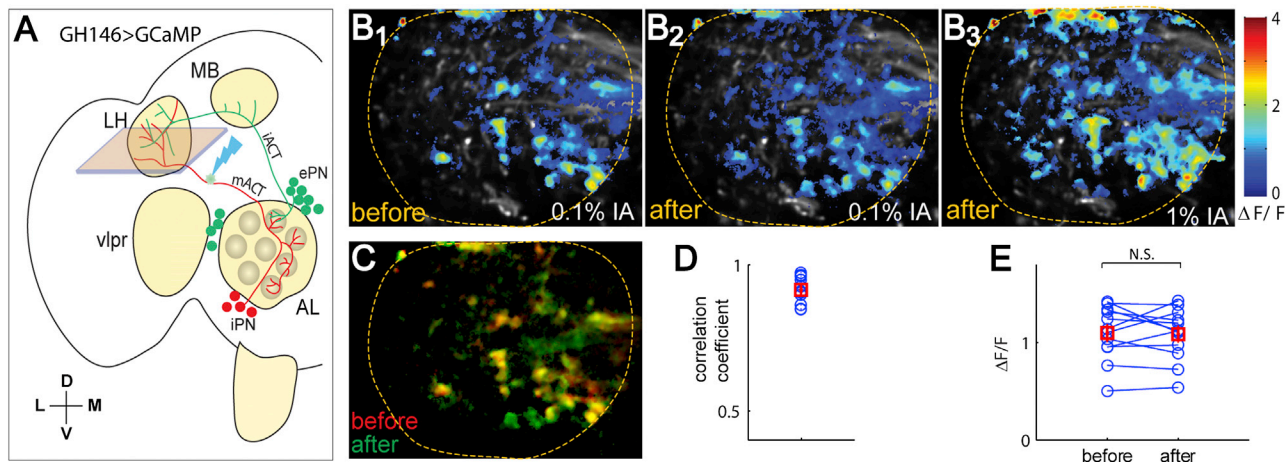 A
GH146>GCaMP
MB
LH
iACT
ePN
mACT
vlpr
AL
iPN
D
L
M
V
B1
before
0.1% IA
B2
after
0.1% IA
B3
after
1% IA
4
2
0
Δ F/ F
C
before
after
D
1
correlation
coefficient
0.5
E
N.S.
ΔF/F
1
0
before
after